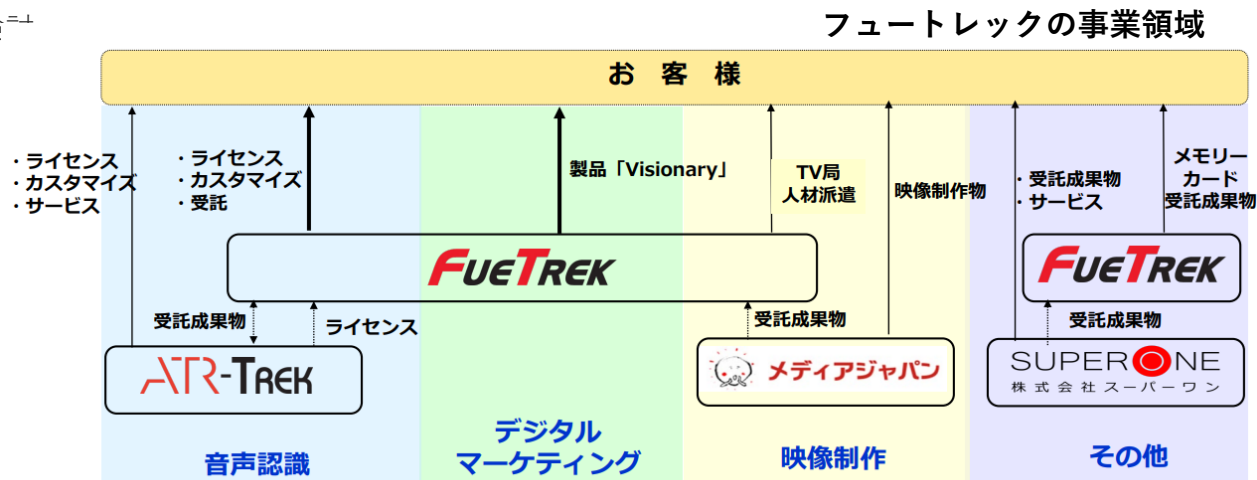 フュートレックの事業領域
お 客 様
・ライセンス
・カスタマイズ
・サービス
・ライセンス
・カスタマイズ
・受託
製品「Visionary」
TV局
人材派遣
映像制作物
・受託成果物
・サービス
メモリー
カード
受託成果物
FUETREK
FUETREK
受託成果物
ライセンス
受託成果物
受託成果物
ATR-TREK
メディアジャパン
SUPER ONE
株式会社スーパーワン
音声認識
デジタル
マーケティング
映像制作
その他